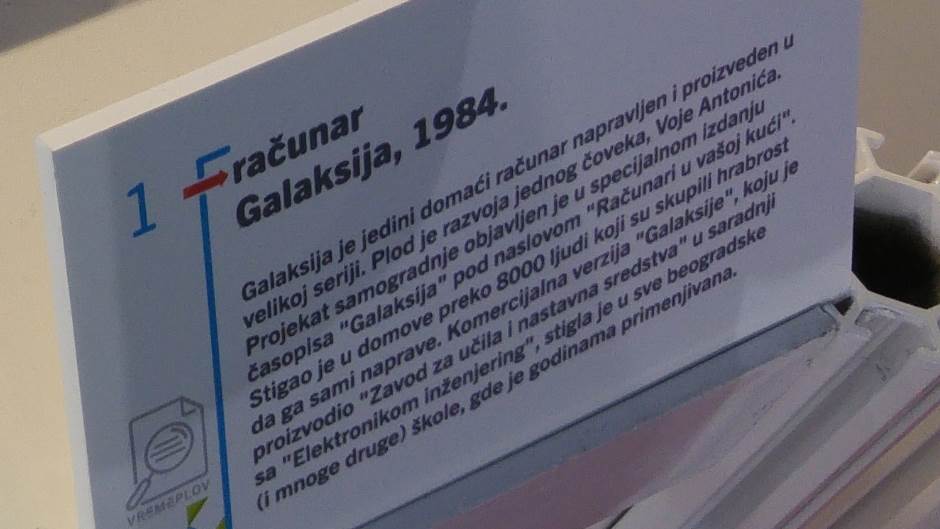 1
računar
Galaksija, 1984.
Galaksija je jedini domaći računar napravljen i proizveden u
velikoj seriji. Plod je razvoja jednog čoveka, Voje Antonića.
Projekat samogradnje objavljen je u specijalnom izdanju
časopisa "Galaksija" pod naslovom "Računari u vašoj kući".
Stigao je u domove preko 8000 ljudi koji su skupili hrabrost
da ga sami naprave. Komercijalna verzija "Galaksije", koju je
proizvodio "Zavod za učila i nastavna sredstva" u saradnji
sa "Elektronikom inženjering", stigla je u sve beogradske
(i mnoge druge) škole, gde je godinama primenjivana.
VREMEPLOV